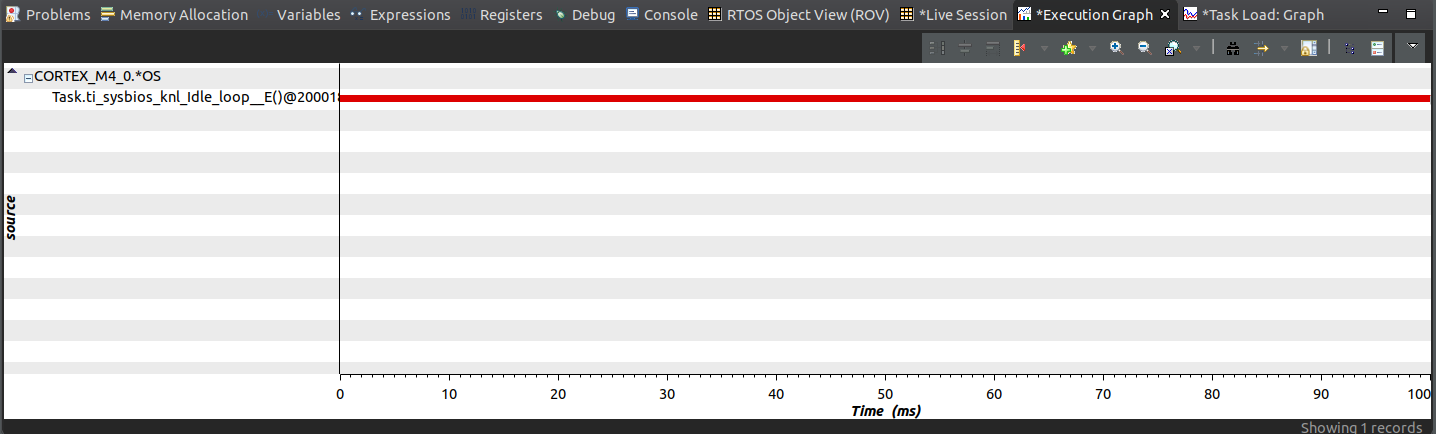 Problems Memory Allocation Variables Expressions Registers Debug Console RTOS Object View (ROV) *Live Session *Execution Graph *Task Load: Graph
CORTEX_M4_0.*OS
Task.ti_sysbios_knl_Idle_loop__E()@20001
source
0 10 20 30 40 50 60 70 80 90 100
Time (ms)
Showing 1 records